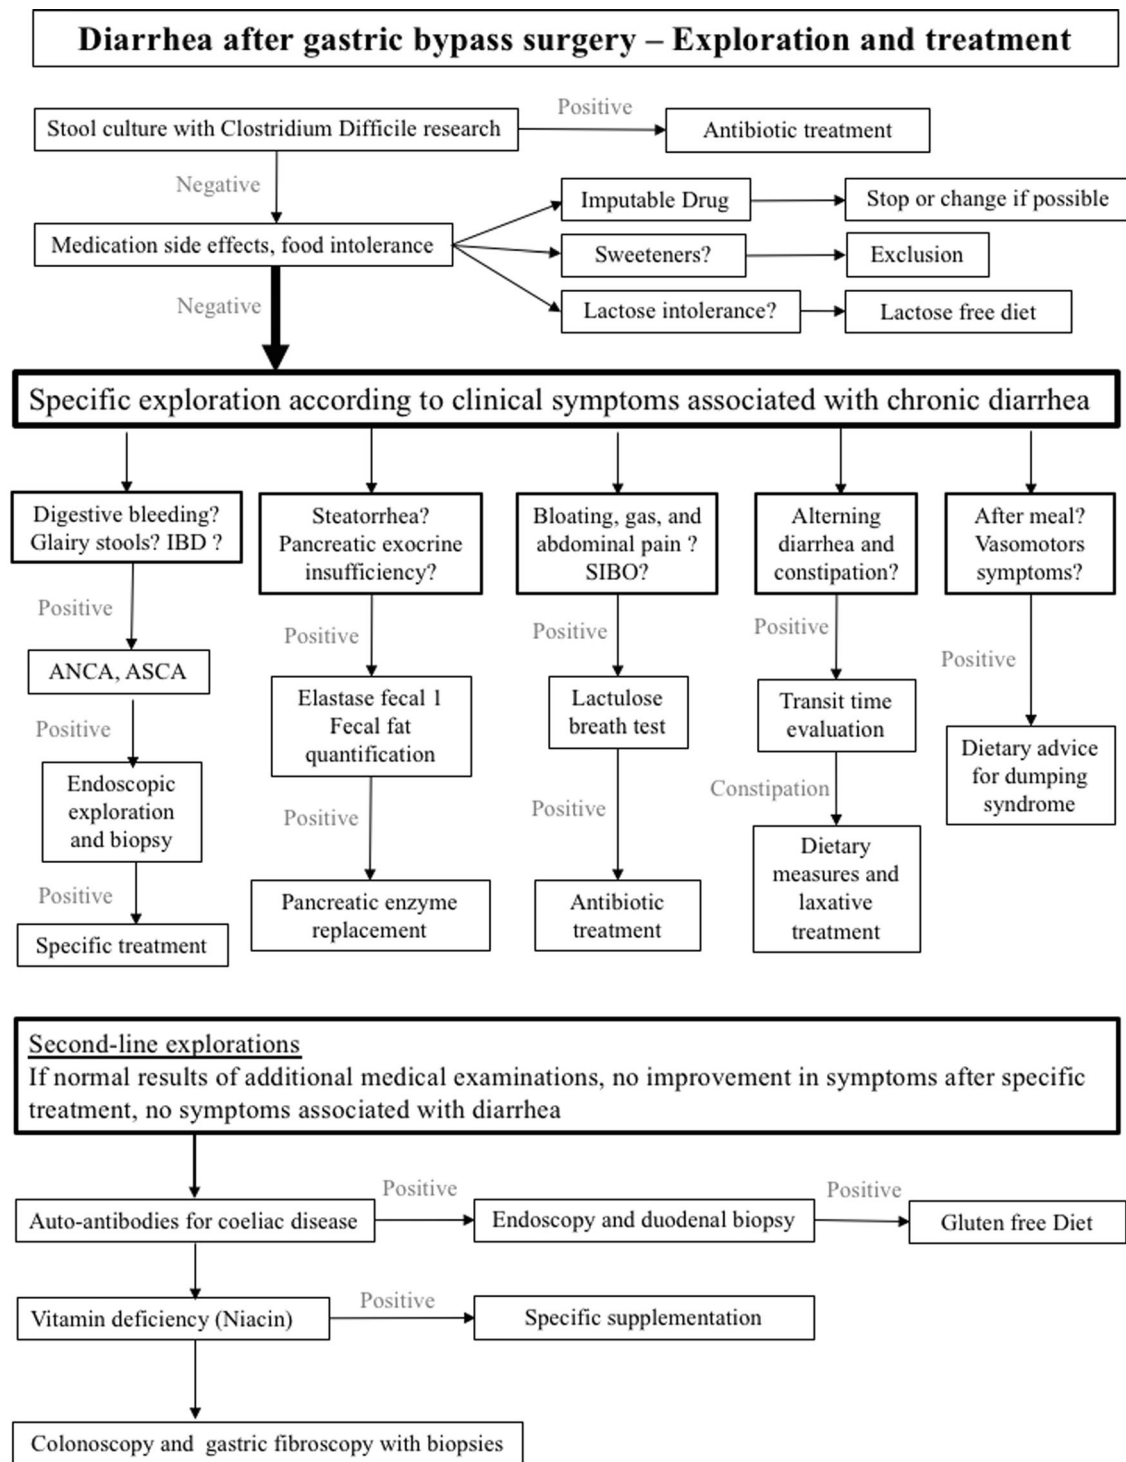 Diarrhea after gastric bypass surgery – Exploration and treatment
Stool culture with Clostridium Difficile research
Positive
Antibiotic treatment
Negative
Imputable Drug
Stop or change if possible
Medication side effects, food intolerance
Sweeteners?
Exclusion
Negative
Lactose intolerance?
Lactose free diet
Specific exploration according to clinical symptoms associated with chronic diarrhea
Digestive bleeding?
Glairy stools? IBD ?
Positive
ANCA, ASCA
Positive
Endoscopic
exploration
and biopsy
Positive
Specific treatment
Steatorrhea?
Pancreatic exocrine
insufficiency?
Positive
Elastase fecal 1
Fecal fat
quantification
Positive
Pancreatic enzyme
replacement
Bloating, gas, and
abdominal pain ?
SIBO?
Positive
Lactulose
breath test
Positive
Antibiotic
treatment
Alterning
diarrhea and
constipation?
Positive
Transit time
evaluation
Constipation
Dietary
measures and
laxative
treatment
After meal?
Vasomotors
symptoms?
Positive
Dietary advice
for dumping
syndrome
Second-line explorations
If normal results of additional medical examinations, no improvement in symptoms after specific
treatment, no symptoms associated with diarrhea
Auto-antibodies for coeliac disease
Positive
Endoscopy and duodenal biopsy
Positive
Gluten free Diet
Vitamin deficiency (Niacin)
Positive
Specific supplementation
Colonoscopy and gastric fibroscopy with biopsies